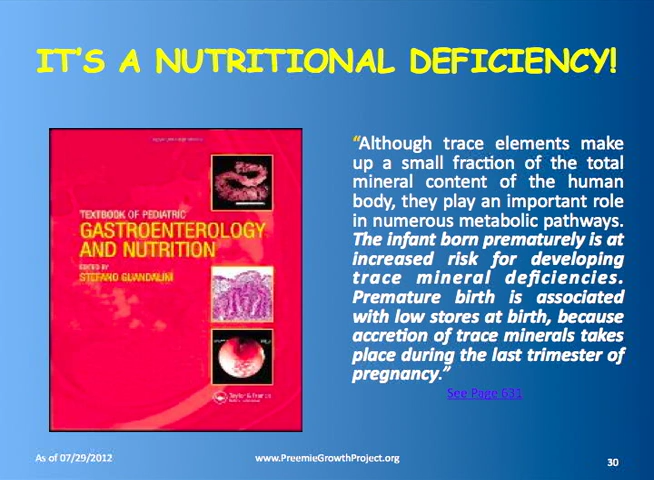 IT'S A NUTRITIONAL DEFICIENCY!
TEXTBOOK OF PEDIATRIC
GASTROENTEROLOGY
AND NUTRITION
EDITED BY
STEFANO GUANDALINI
Taylor & Francis
"Although trace elements make
up a small fraction of the total
mineral content of the human
body, they play an important role
in numerous metabolic pathways.
The infant born prematurely is at
increased risk for developing
trace mineral deficiencies.
Premature birth is associated
with low stores at birth, because
accretion of trace minerals takes
place during the last trimester of
pregnancy."
See Page 631
As of 07/29/2012
www.PreemieGrowthProject.org
30